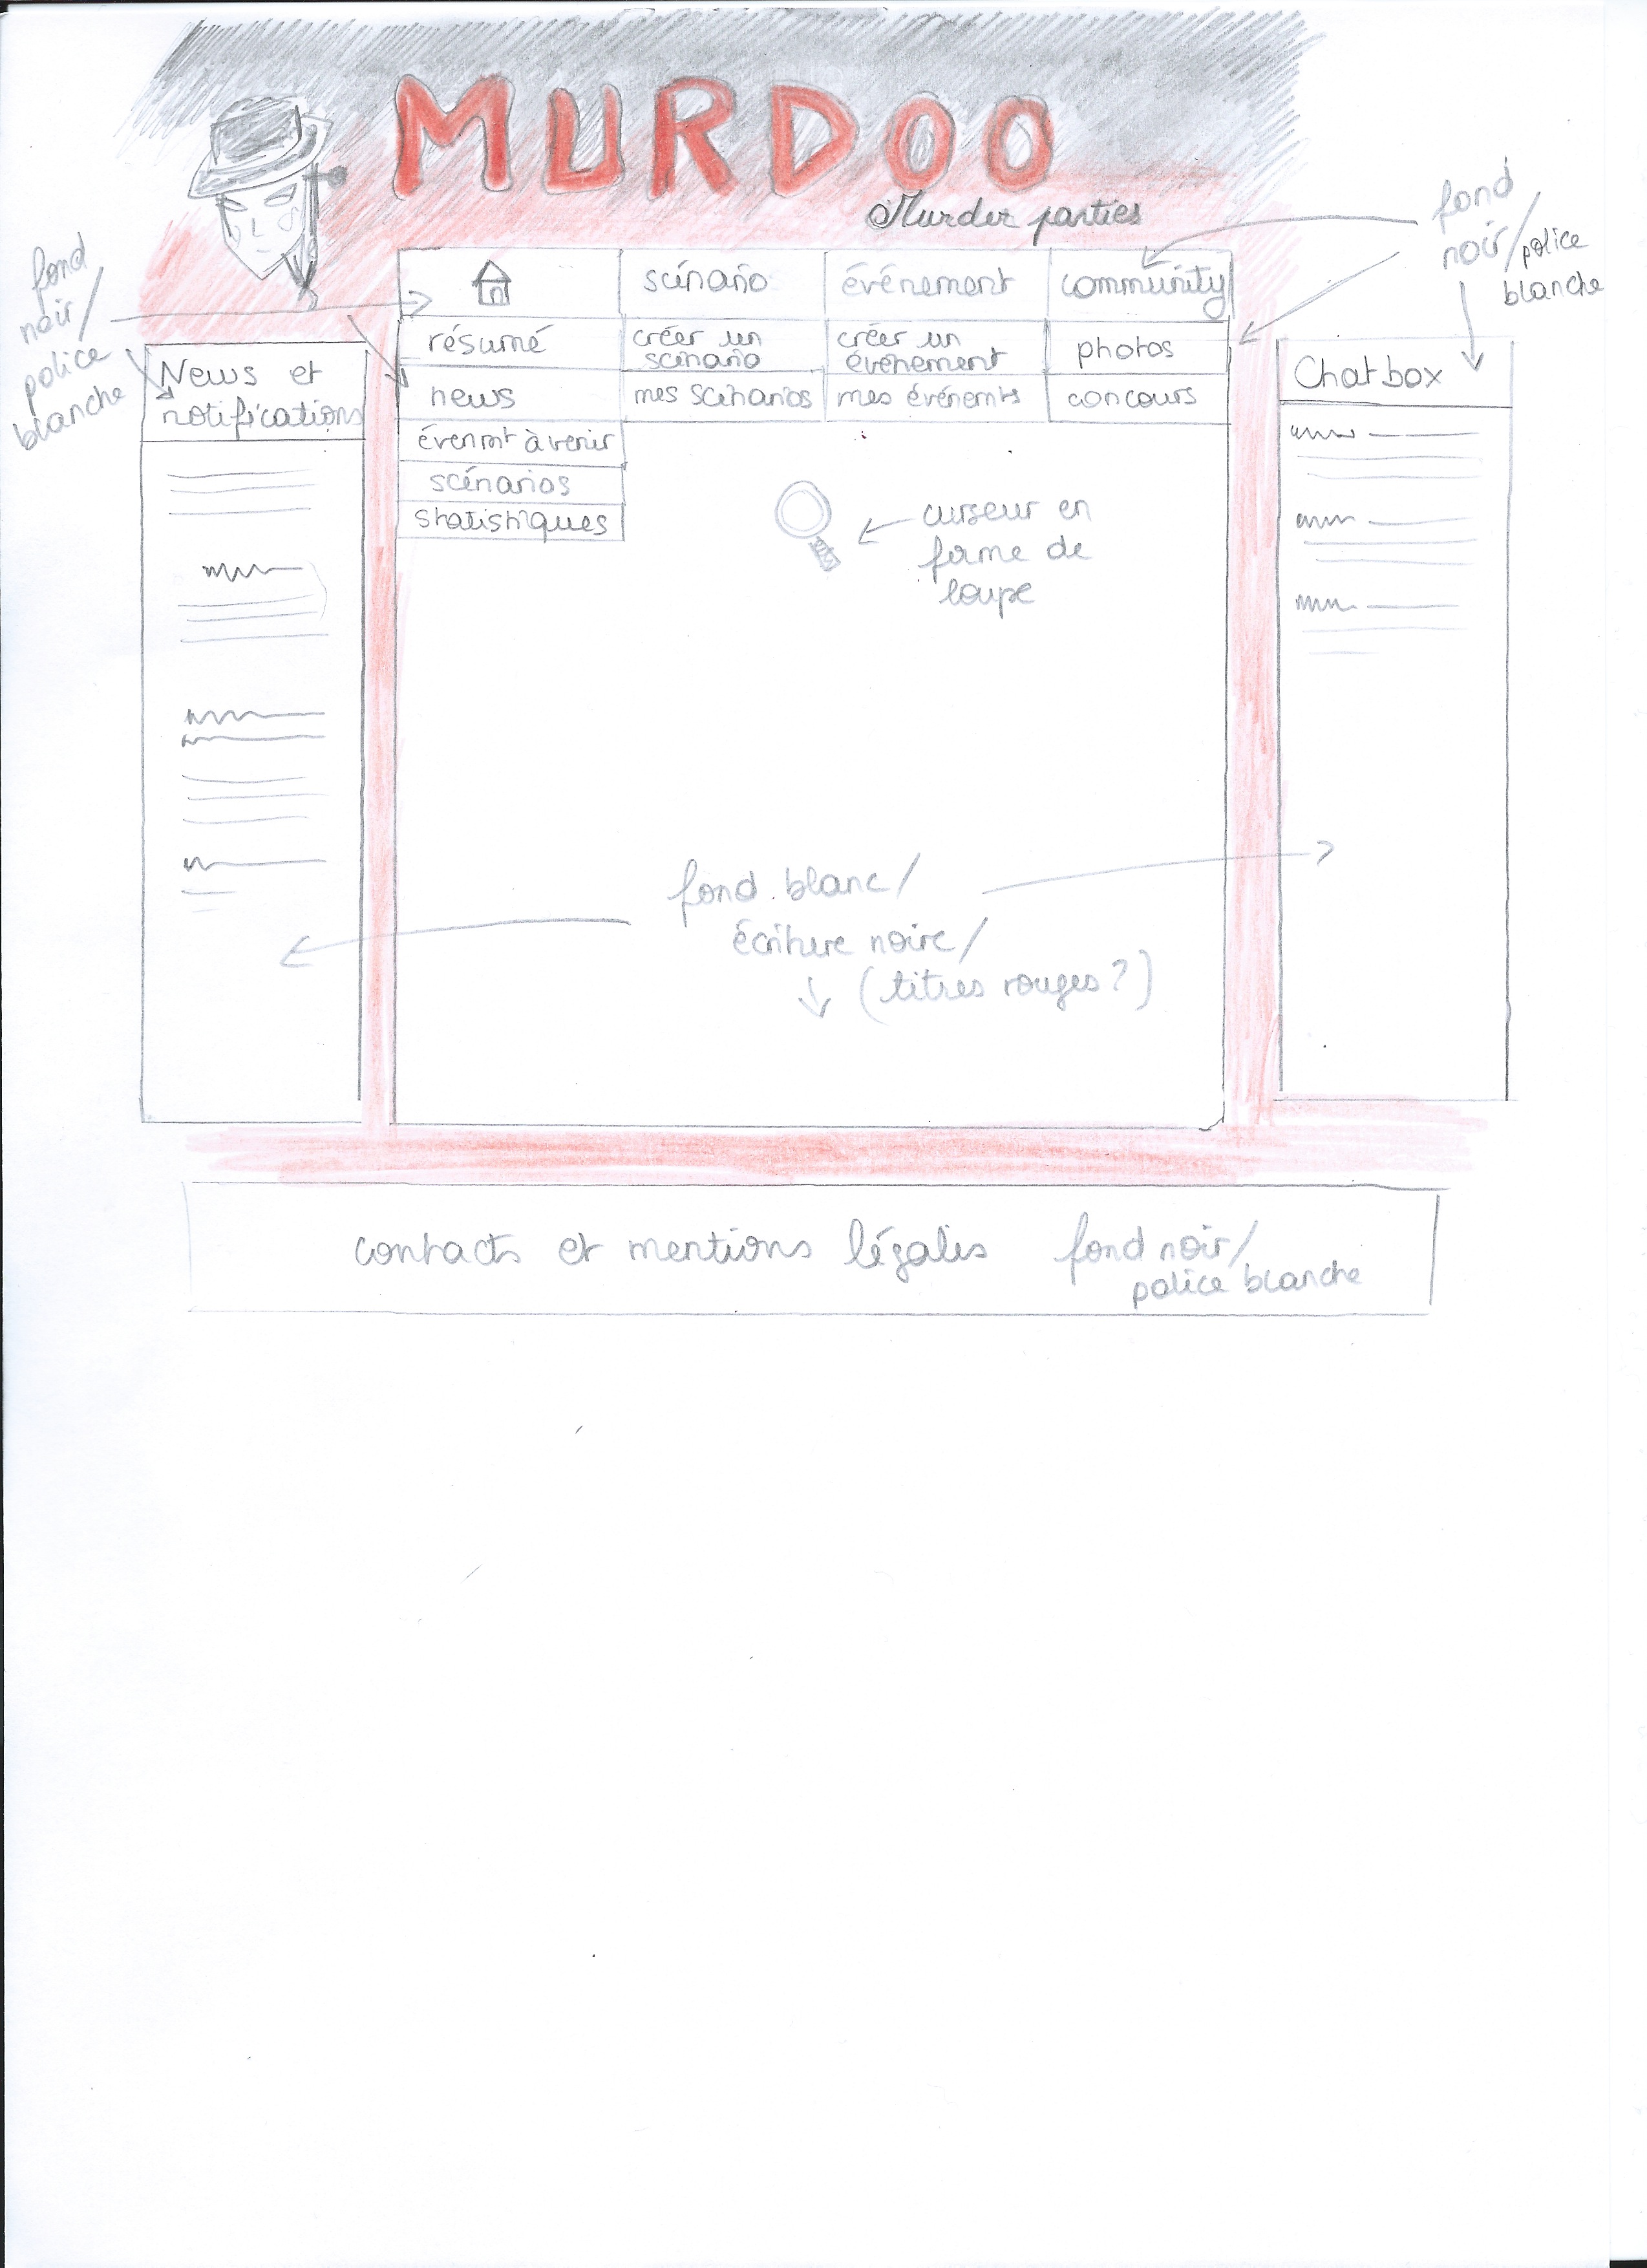 MURDOO
Murder parties
fond
noir/
police
blanche
fond
noir/police
blanche
scénario
événement
community
résumé
créer un
scénario
créer un
événement
photos
news
mes scénarios
mes événemts
concours
évenmt à venir
scénarios
statistiques
News et
notifications
Chatbox
curseur en
forme de
loupe
fond blanc/
écriture noire/
(titres rouges?)
contacts et mentions légales
fond noir/
police blanche